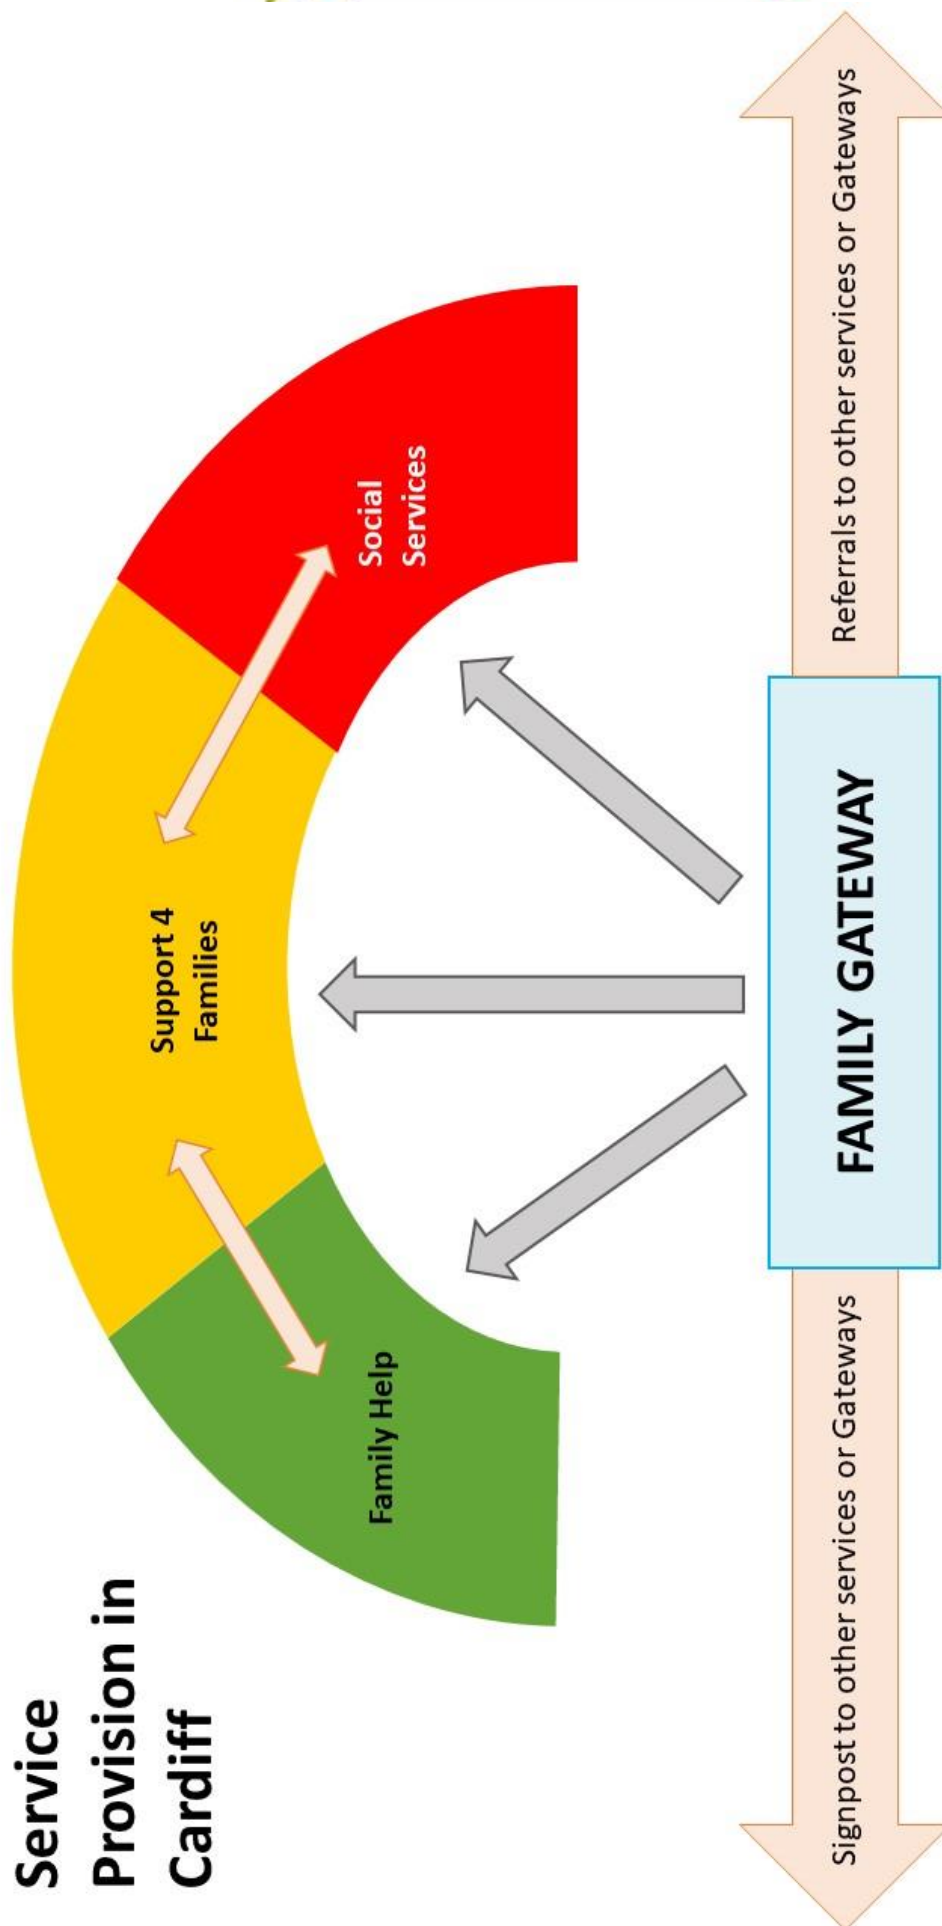 Service
Provision in
Cardiff
Support 4
Families
Family Help
Social
Services
FAMILY GATEWAY
Signpost to other services or Gateways
Referrals to other services or Gateways